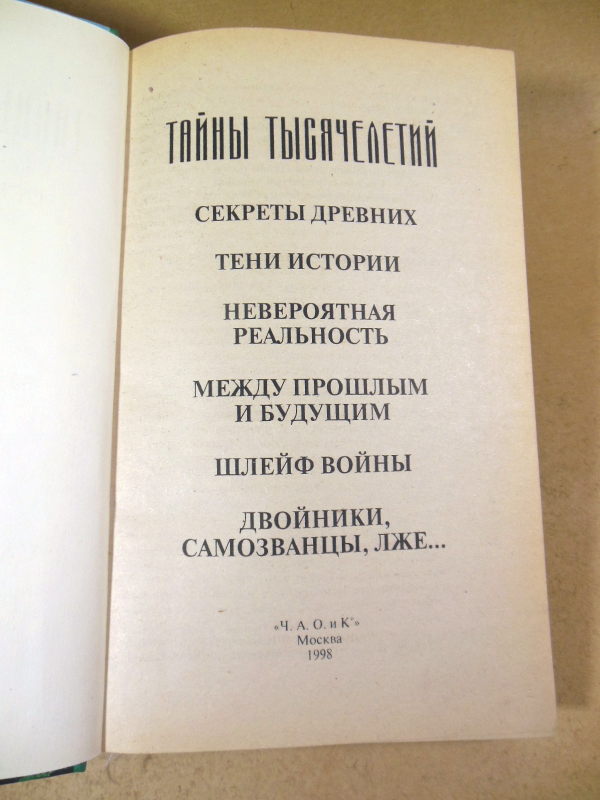 ТАЙНЫ ТЫСЯЧЕЛЕТИЙ
СЕКРЕТЫ ДРЕВНИХ
ТЕНИ ИСТОРИИ
НЕВЕРОЯТНАЯ
РЕАЛЬНОСТЬ
МЕЖДУ ПРОШЛЫМ
И БУДУЩИМ
ШЛЕЙФ ВОЙНЫ
ДВОЙНИКИ,
САМОЗВАНЦЫ, ЛЖЕ...
«Ч. А. О. и К°»
Москва
1998